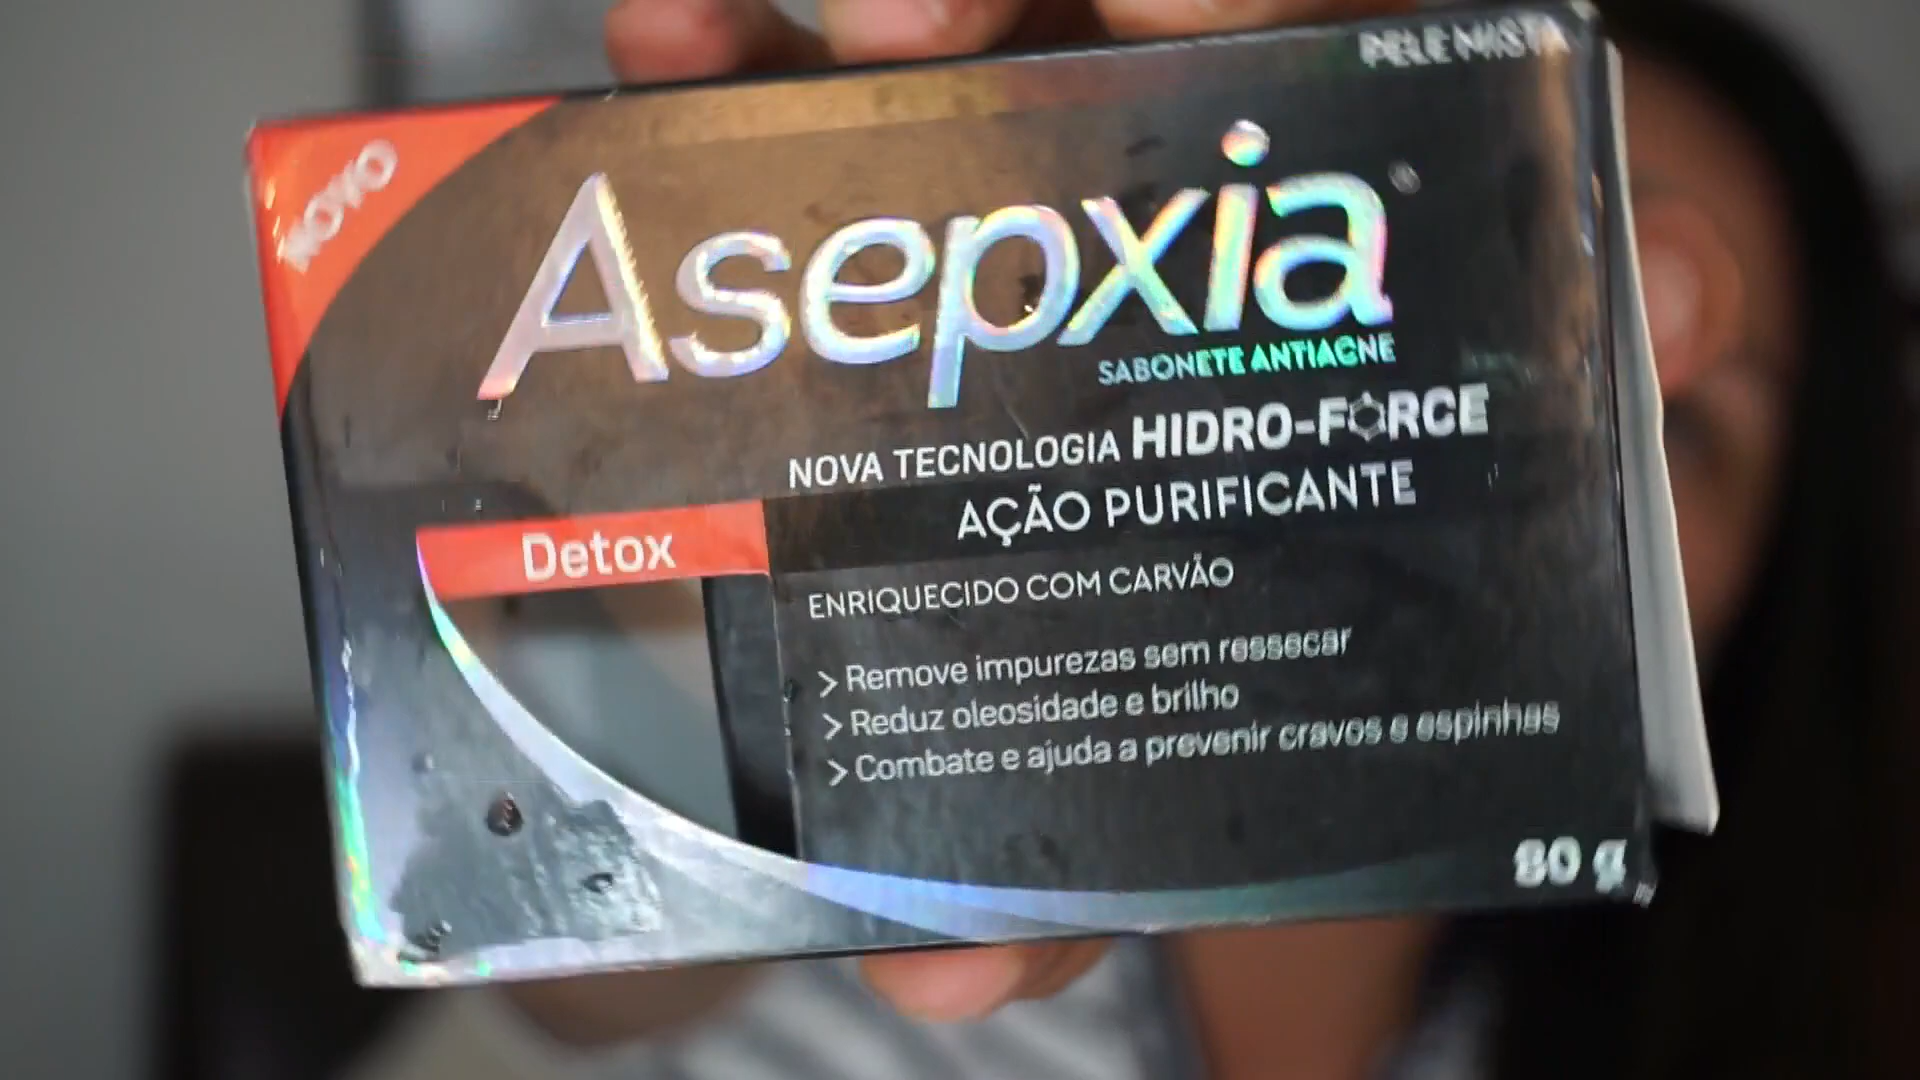 PELE MISTA
NOVO
Asepxia
SABONETE ANTIACNE
NOVA TECNOLOGIA HIDRO-FORCE
AÇÃO PURIFICANTE
Detox
ENRIQUECIDO COM CARVÃO
> Remove impurezas sem ressecar
> Reduz oleosidade e brilho
> Combate e ajuda a prevenir cravos e espinhas
80 g